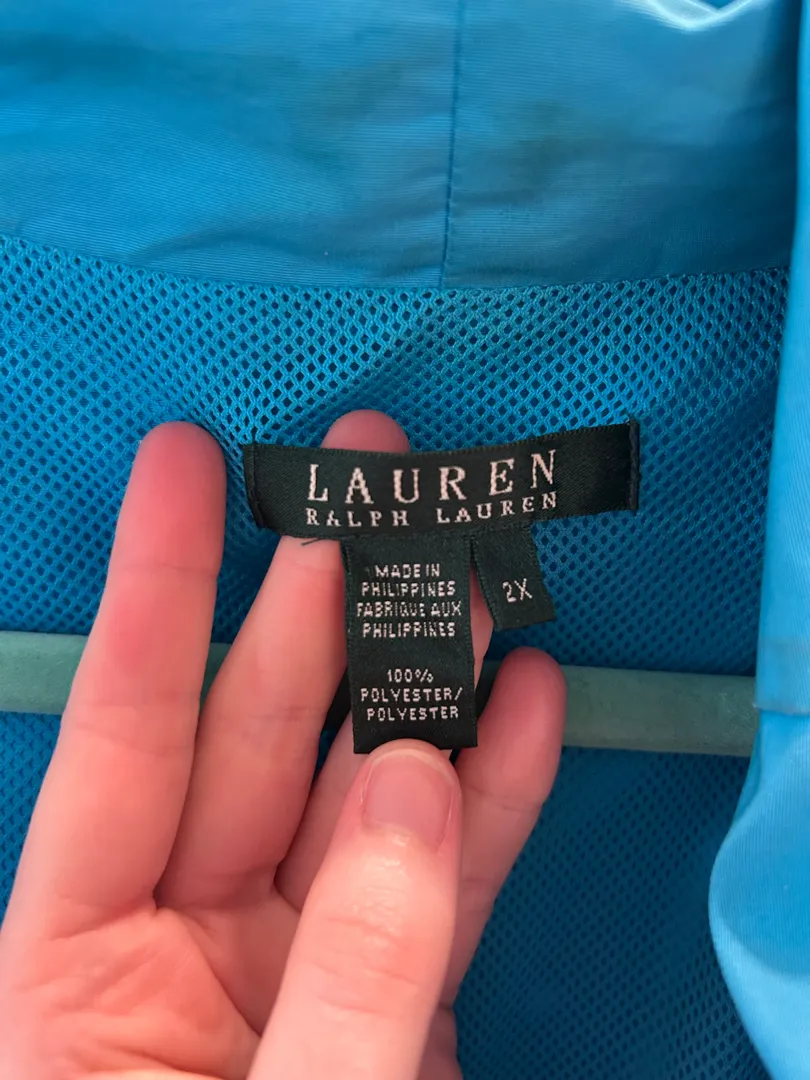 LAUREN
RALPH LAUREN
MADE IN
PHILIPPINES
FABRIQUE AUX
PHILIPPINES
100%
POLYESTER/
POLYESTER
2X